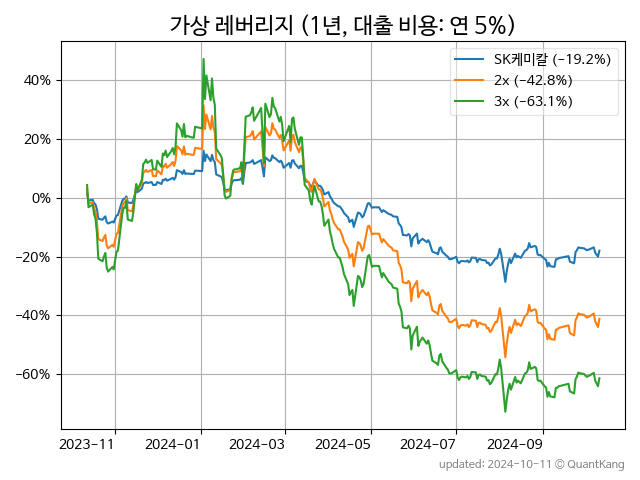 가상 레버리지 (1년, 대출 비용: 연 5%)
SK케미칼 (−19.2%)
2x (−42.8%)
3x (−63.1%)
40%
20%
0%
−20%
−40%
−60%
2023-11 2024-01 2024-03 2024-05 2024-07 2024-09
updated: 2024-10-11 © QuantKang